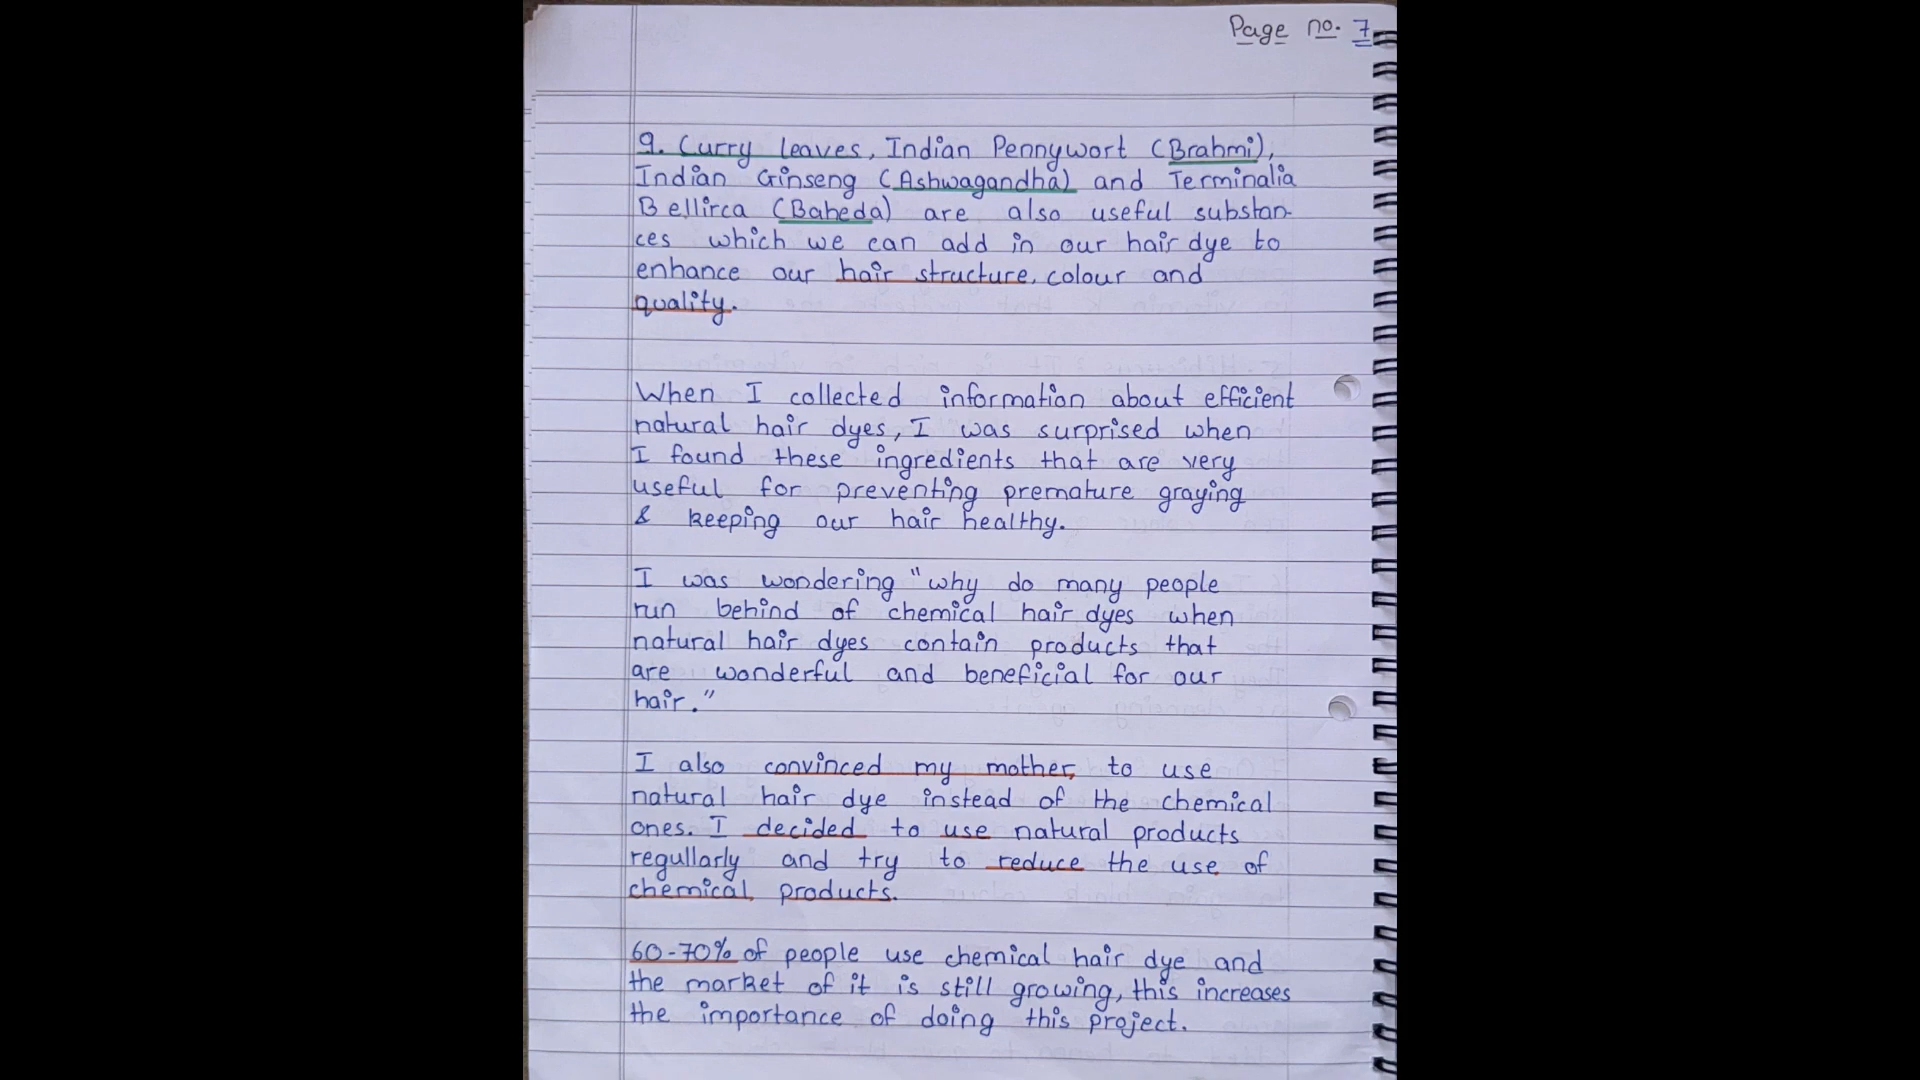 Page no. 7
9. Curry leaves, Indian Pennywort (Brahmi),
Indian Ginseng (Ashwagandha) and Terminalia
Bellirca (Baheda) are also useful substan-
ces which we can add in our hair dye to
enhance our hair structure, colour and
quality.
When I collected information about efficient
natural hair dyes, I was surprised when
I found these ingredients that are very
useful for preventing premature graying
& keeping our hair healthy.
I was wondering "why do many people
run behind of chemical hair dyes when
natural hair dyes contain products that
are wonderful and beneficial for our
hair."
I also convinced my mother, to use
natural hair dye instead of the chemical
ones. I decided to use natural products
regullarly and try to reduce the use of
chemical products.
60-70% of people use chemical hair dye and
the market of it is still growing, this increases
the importance of doing this project.